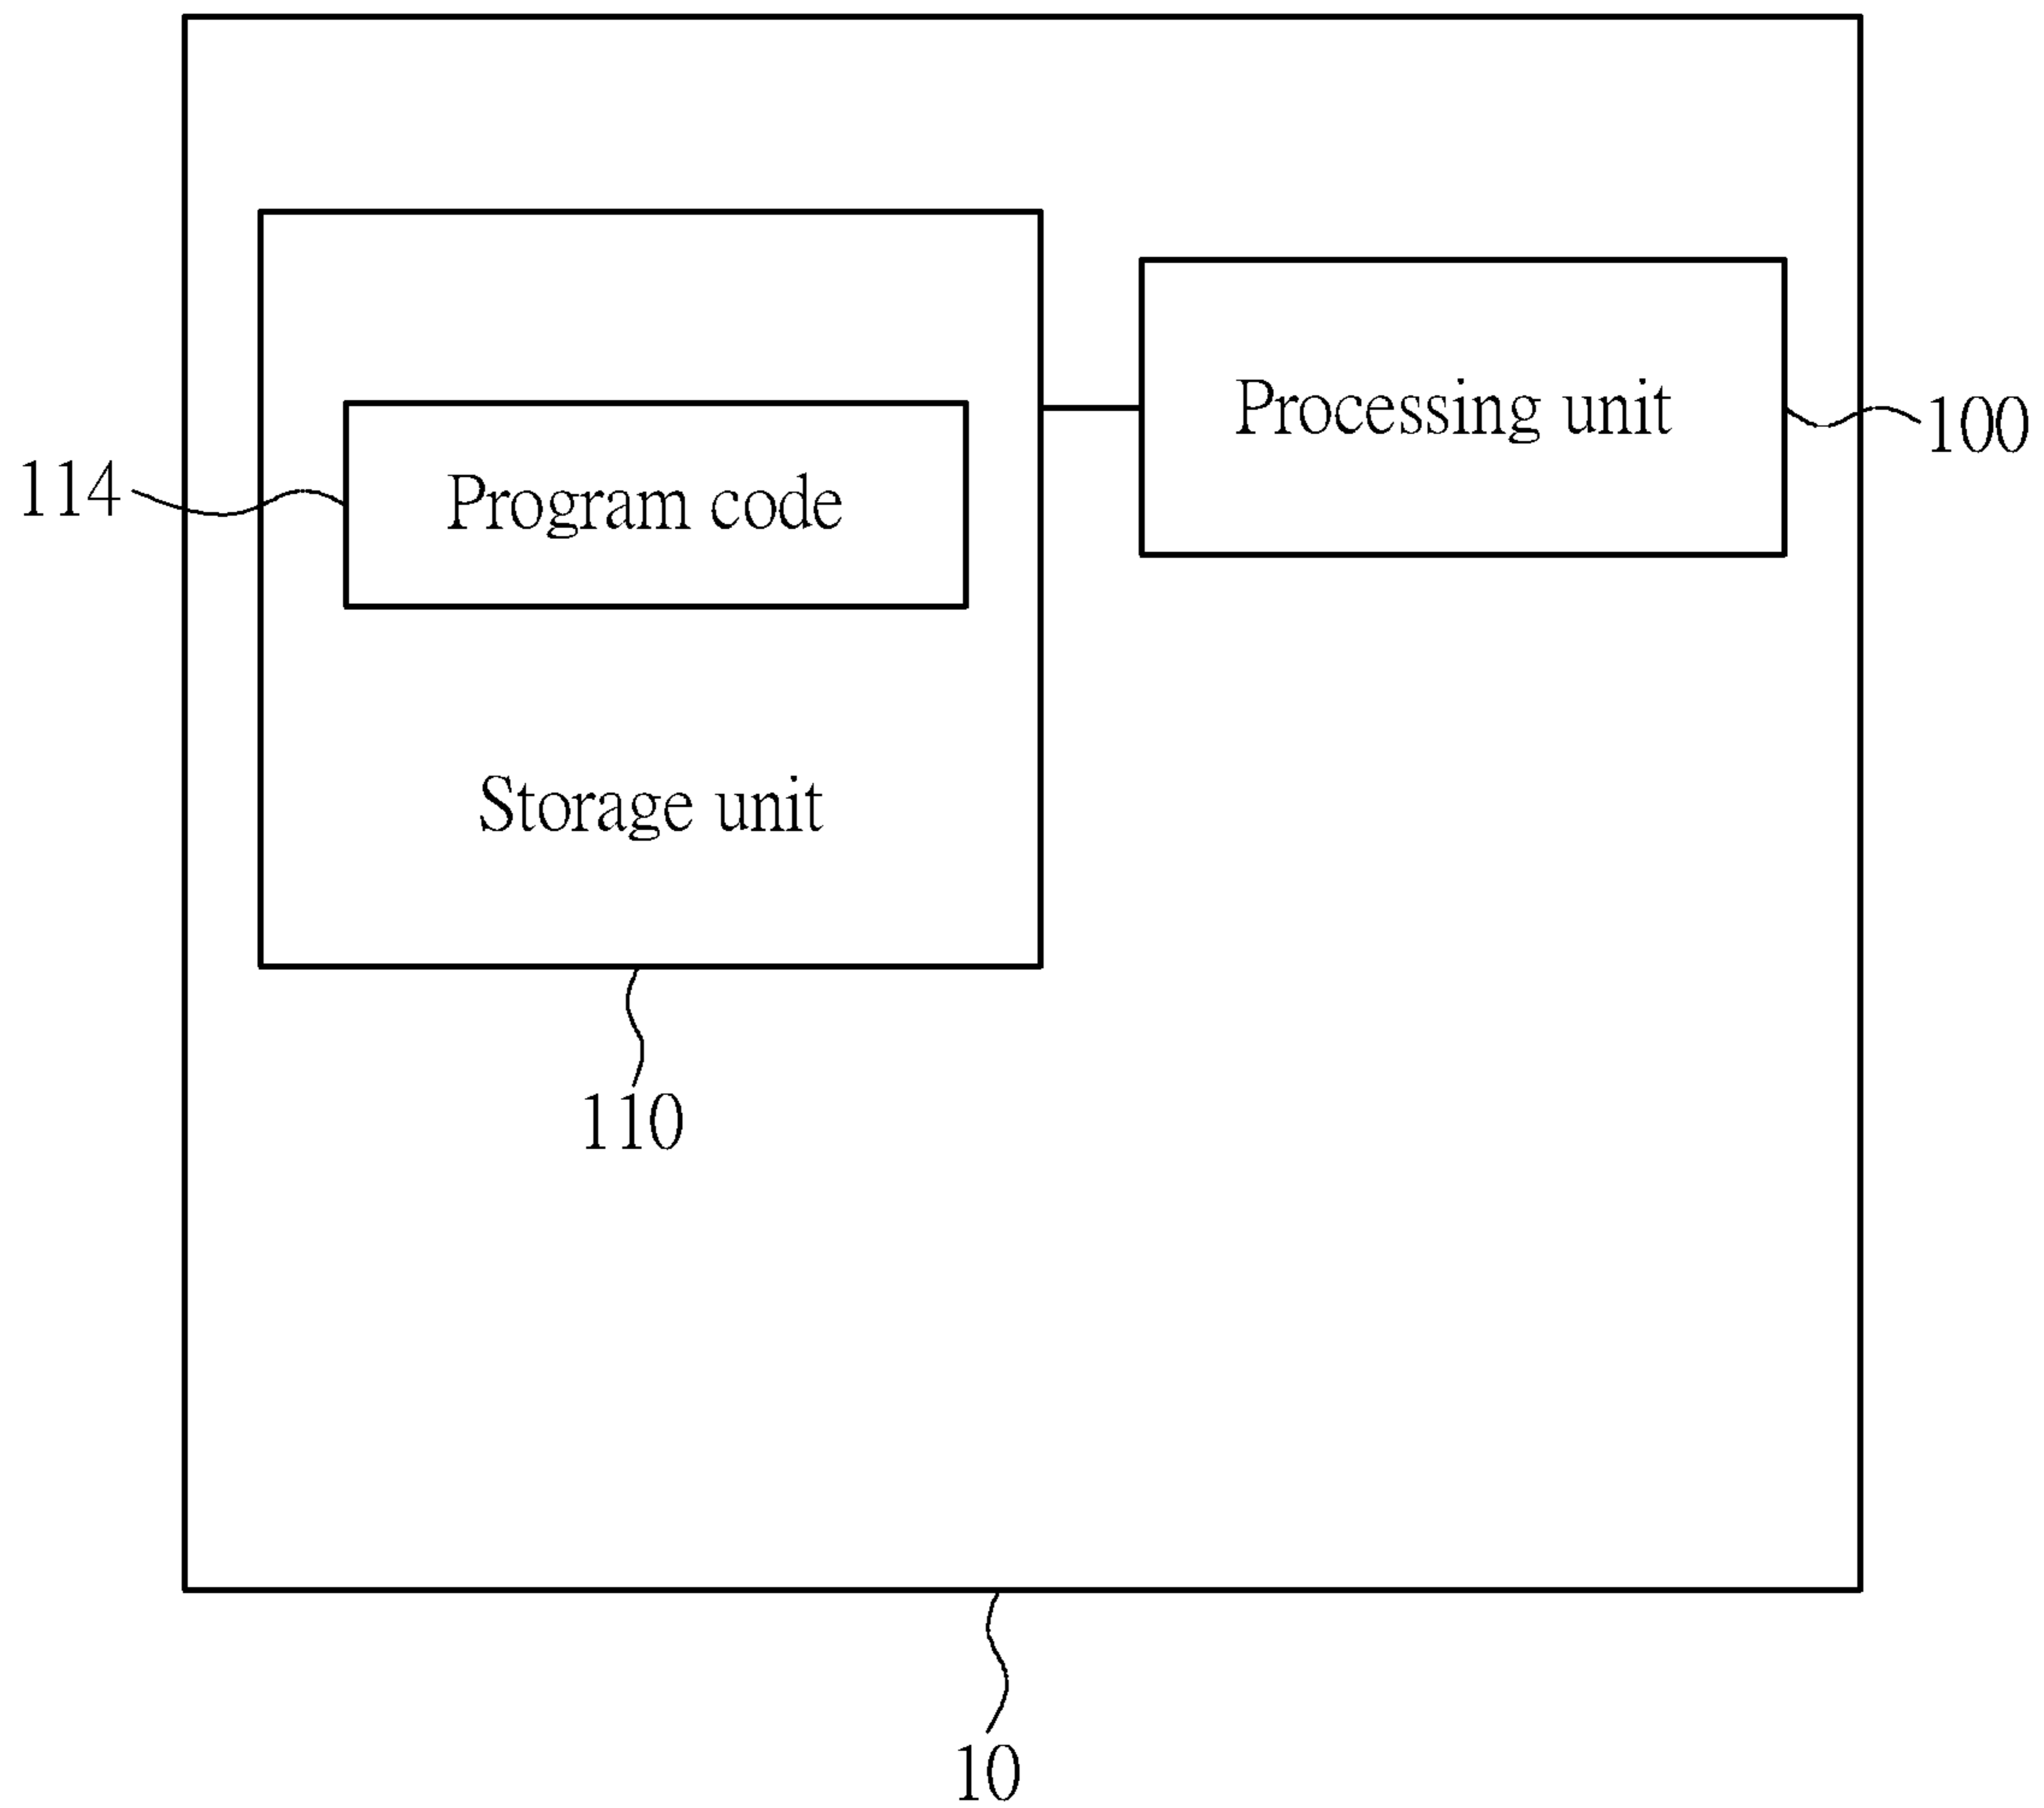 Processing unit
100
114
Program code
Storage unit
110
10